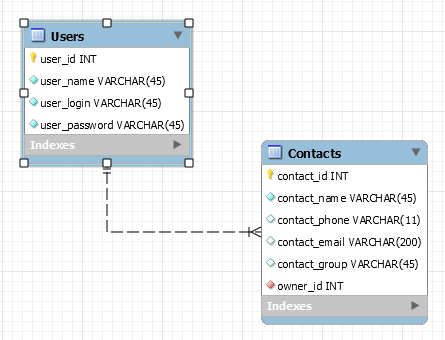 Users
user_id INT
user_name VARCHAR(45)
user_login VARCHAR(45)
user_password VARCHAR(45)
Indexes
Contacts
contact_id INT
contact_name VARCHAR(45)
contact_phone VARCHAR(11)
contact_email VARCHAR(200)
contact_group VARCHAR(45)
owner_id INT
Indexes